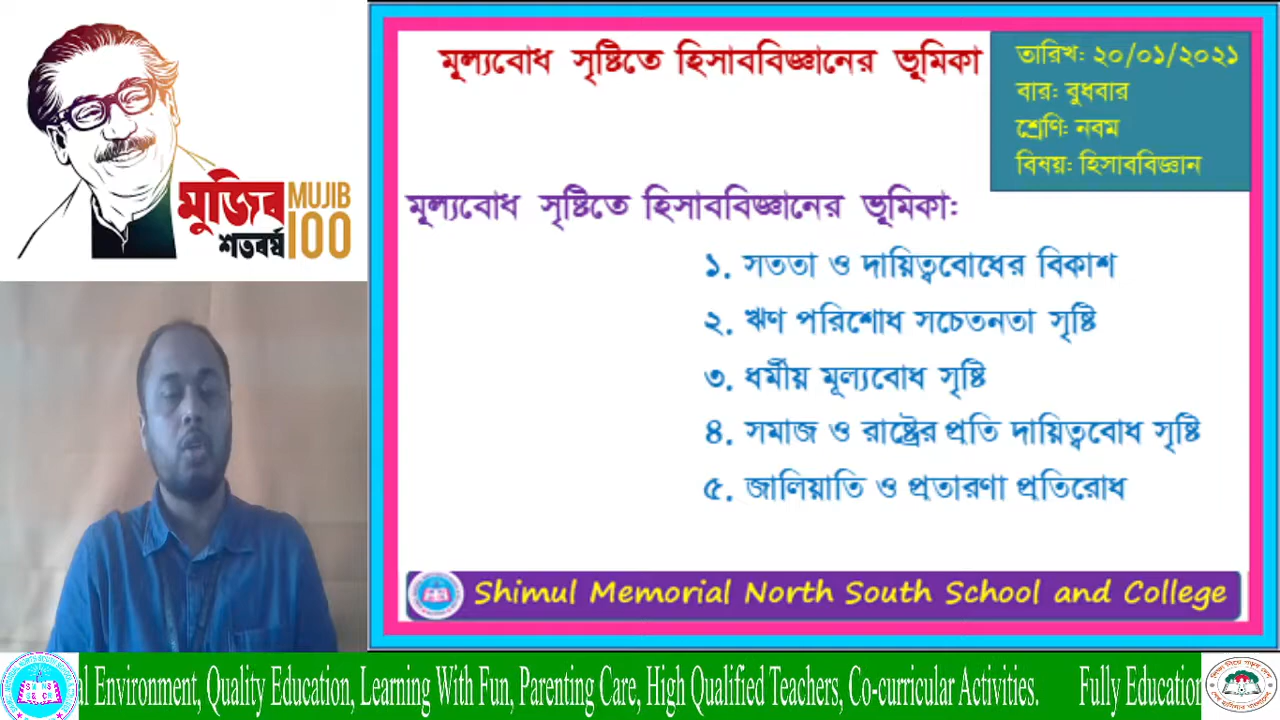 মুজিব
শতবর্ষ
MUJIB
100
মূল্যবোধ সৃষ্টিতে হিসাববিজ্ঞানের ভূমিকা
তারিখ: ২০/০১/২০২১
বার: বুধবার
শ্রেণি: নবম
বিষয়: হিসাববিজ্ঞান
মূল্যবোধ সৃষ্টিতে হিসাববিজ্ঞানের ভূমিকা:
১. সততা ও দায়িত্ববোধের বিকাশ
২. ঋণ পরিশোধ সচেতনতা সৃষ্টি
৩. ধর্মীয় মূল্যবোধ সৃষ্টি
৪. সমাজ ও রাষ্ট্রের প্রতি দায়িত্ববোধ সৃষ্টি
৫. জালিয়াতি ও প্রতারণা প্রতিরোধ
Shimul Memorial North South School and College
al Environment, Quality Education, Learning With Fun, Parenting Care, High Qualified Teachers, Co-curricular Activities. Fully Education